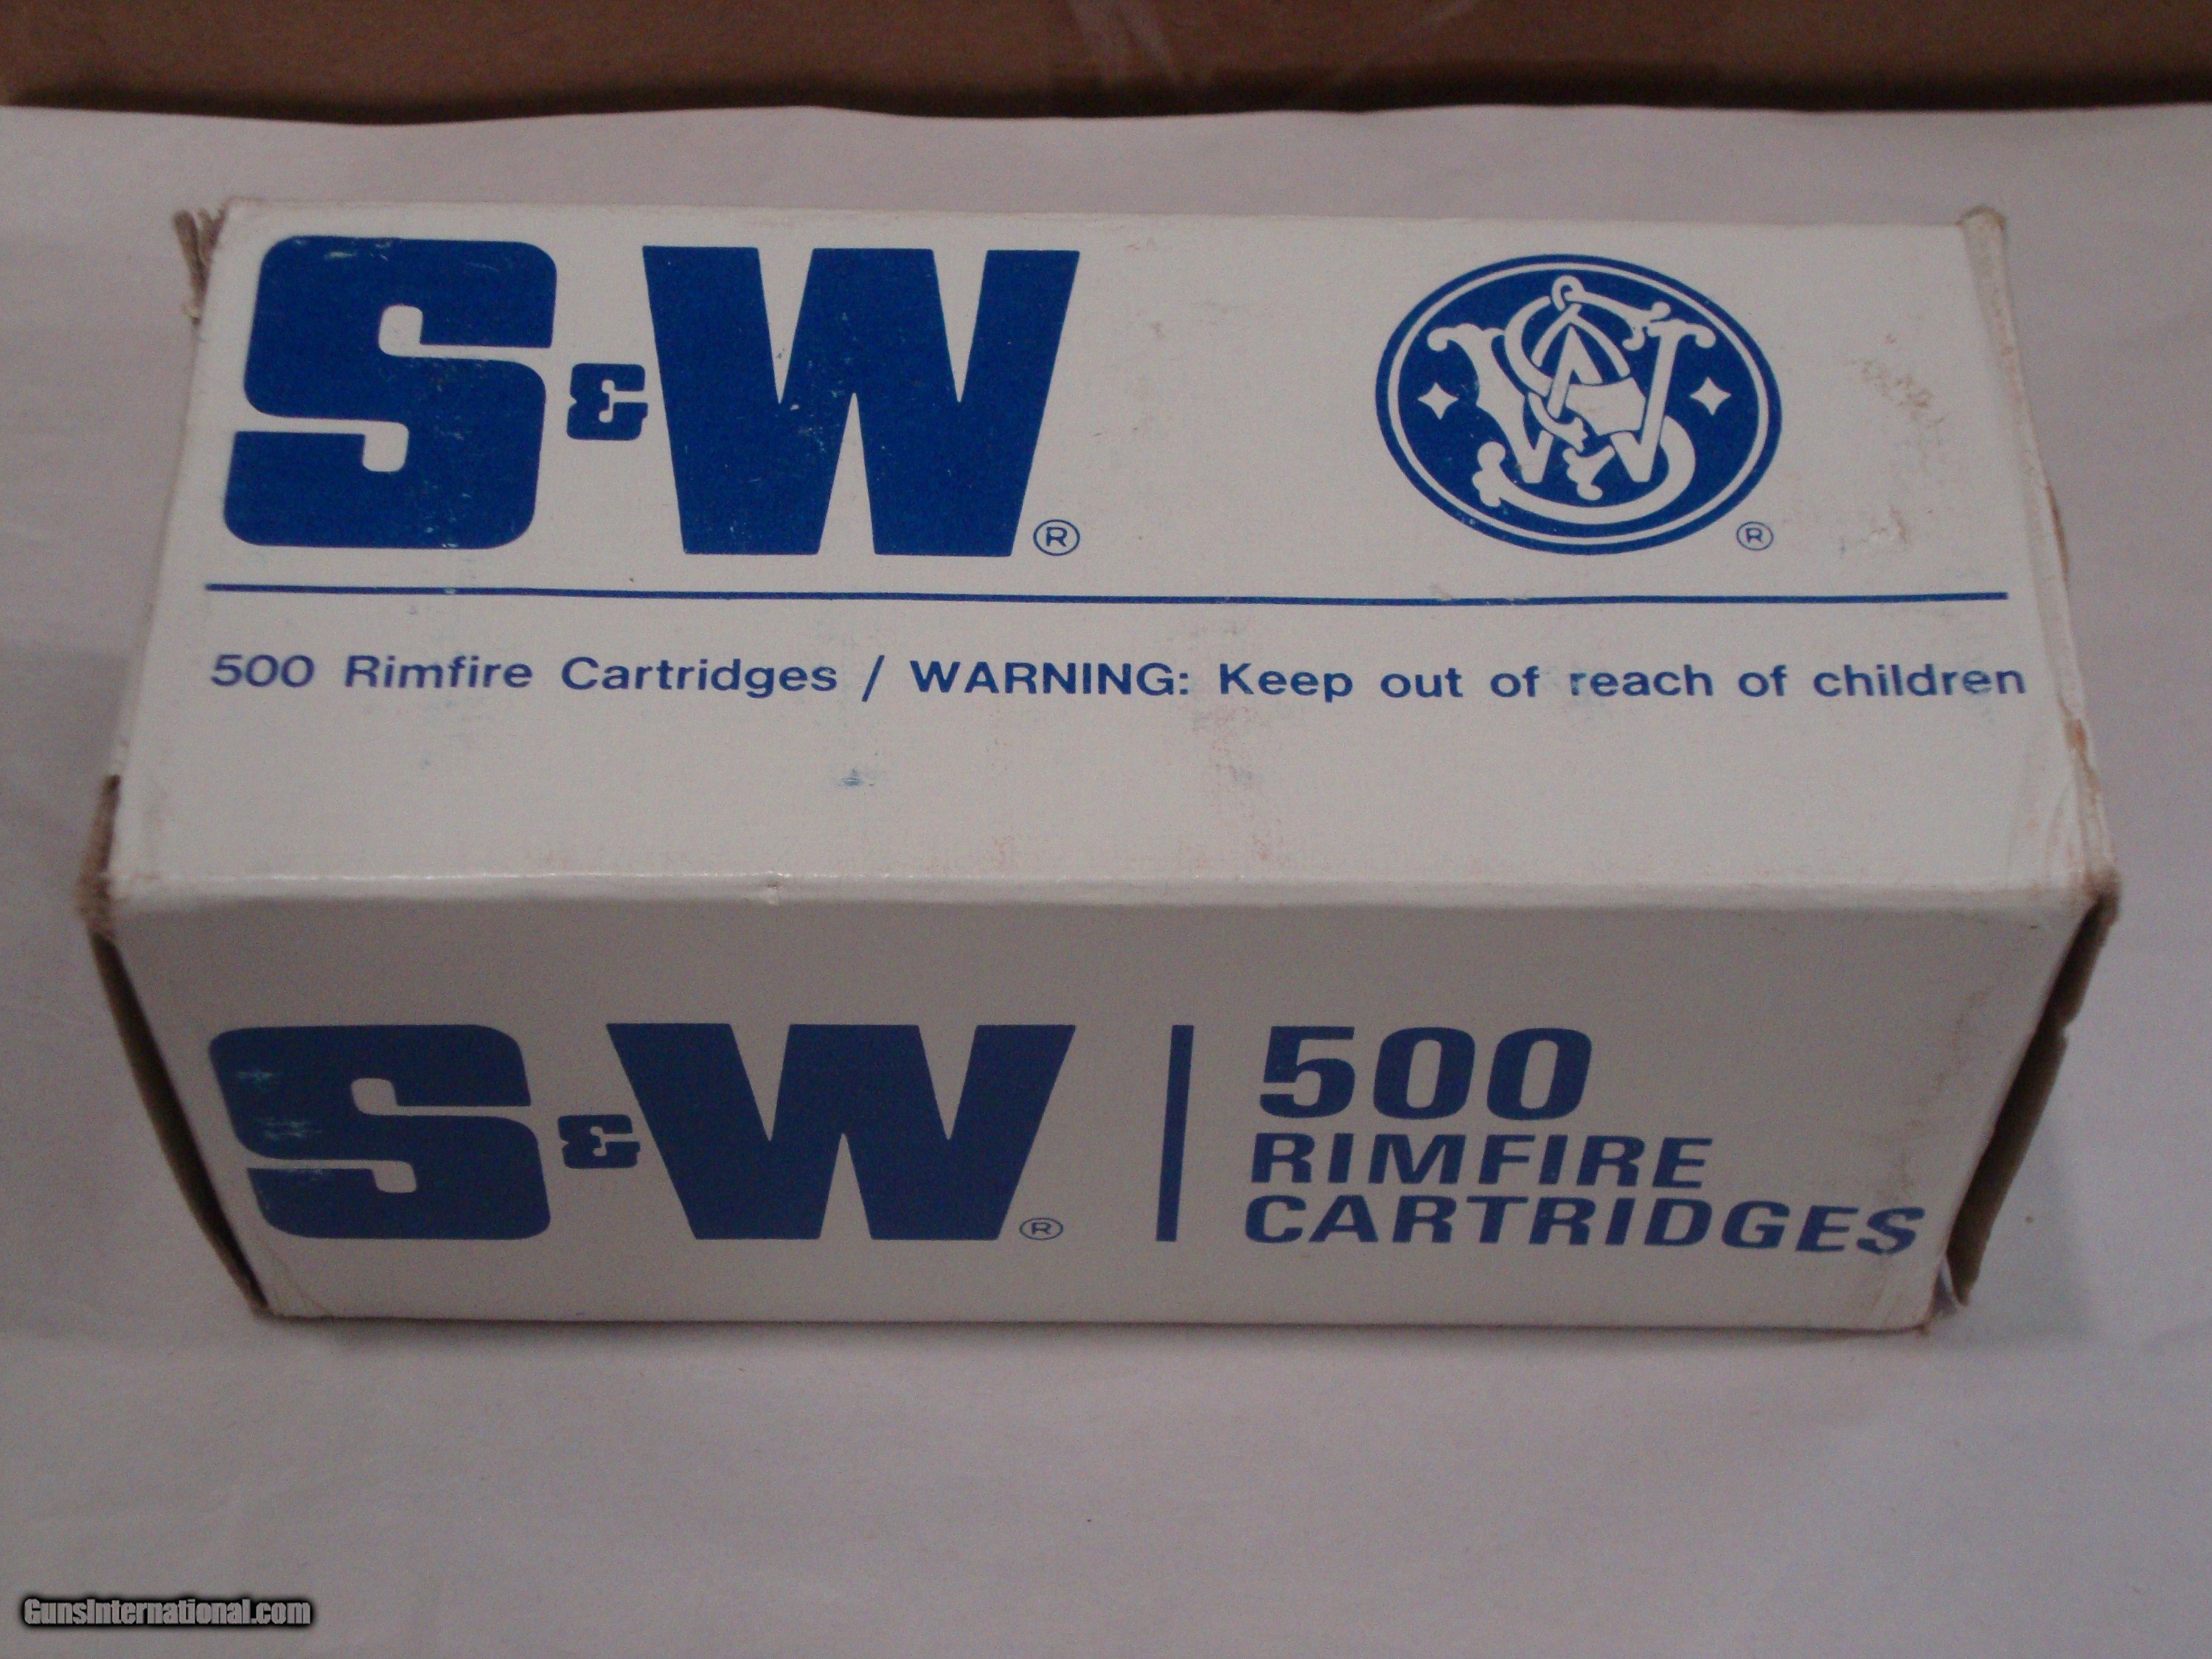 S&W®
®
500 Rimfire Cartridges / WARNING: Keep out of reach of children
S&W®
500
RIMFIRE
CARTRIDGES
GunsInternational.com